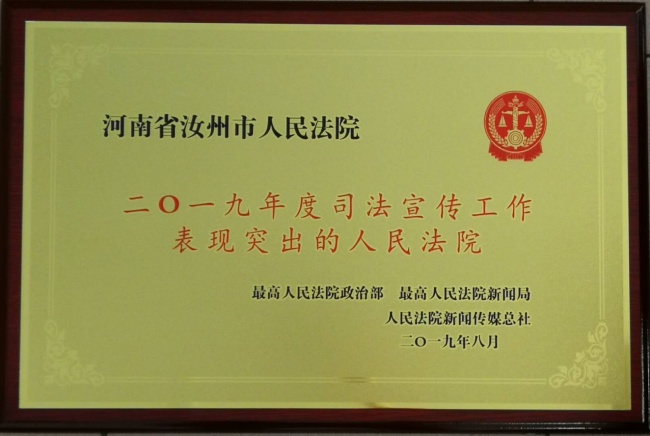 河南省汝州市人民法院
二〇一九年度司法宣传工作
表现突出的人民法院
最高人民法院政治部 最高人民法院新闻局
人民法院新闻传媒总社
二〇一九年八月